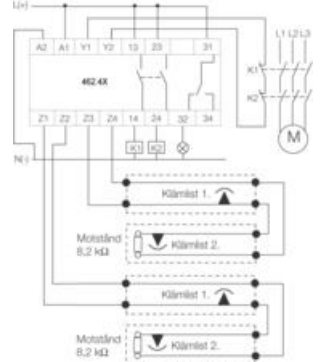 L(+)
A2 A1 Y1 Y2 13 23 31
L1 L2 L3
462.4X
K1
K2
Z1 Z2 Z3 Z4 14 24 32 34
M
K1 K2
N(-)
Klämlist 1.
Motstånd
8,2 kΩ
Klämlist 2.
Klämlist 1.
Motstånd
8,2 kΩ
Klämlist 2.